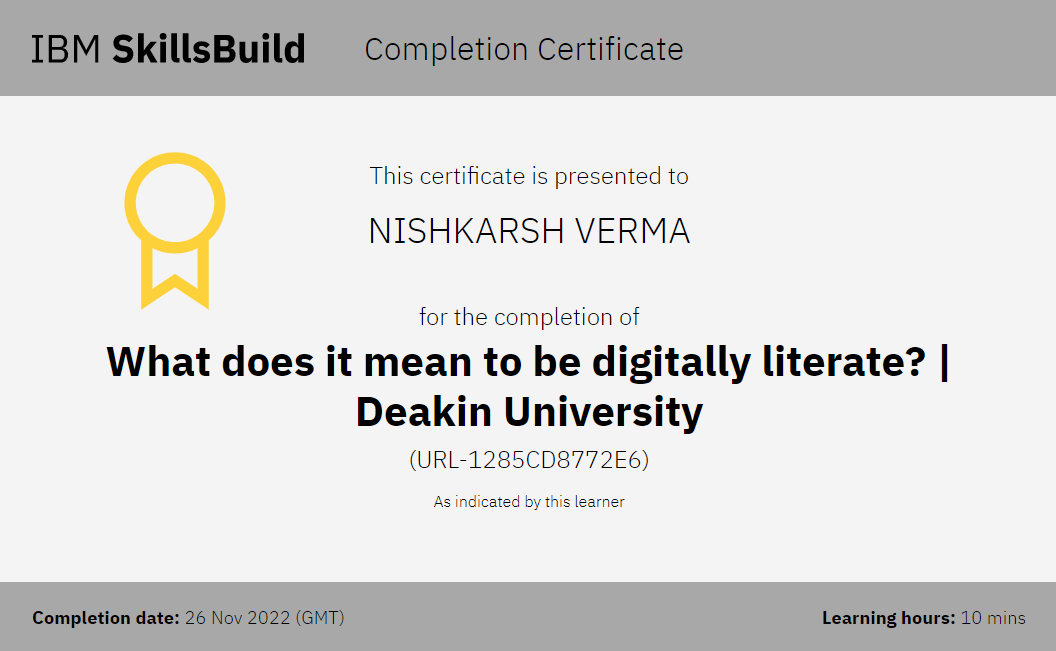 IBM SkillsBuild Completion Certificate
This certificate is presented to
NISHKARSH VERMA
for the completion of
What does it mean to be digitally literate? |
Deakin University
(URL-1285CD8772E6)
As indicated by this learner
Completion date: 26 Nov 2022 (GMT)
Learning hours: 10 mins